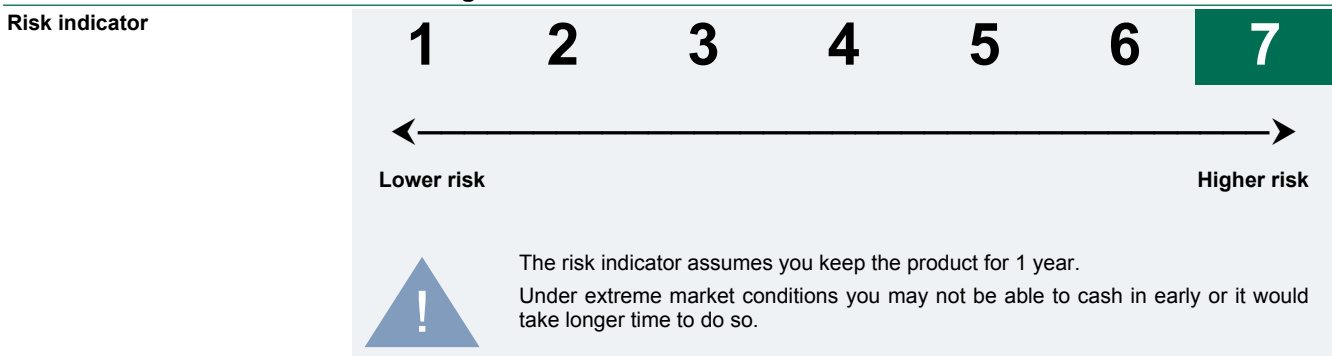 Risk indicator
1 2 3 4 5 6 7
Lower risk Higher risk
!
The risk indicator assumes you keep the product for 1 year.
Under extreme market conditions you may not be able to cash in early or it would
take longer time to do so.